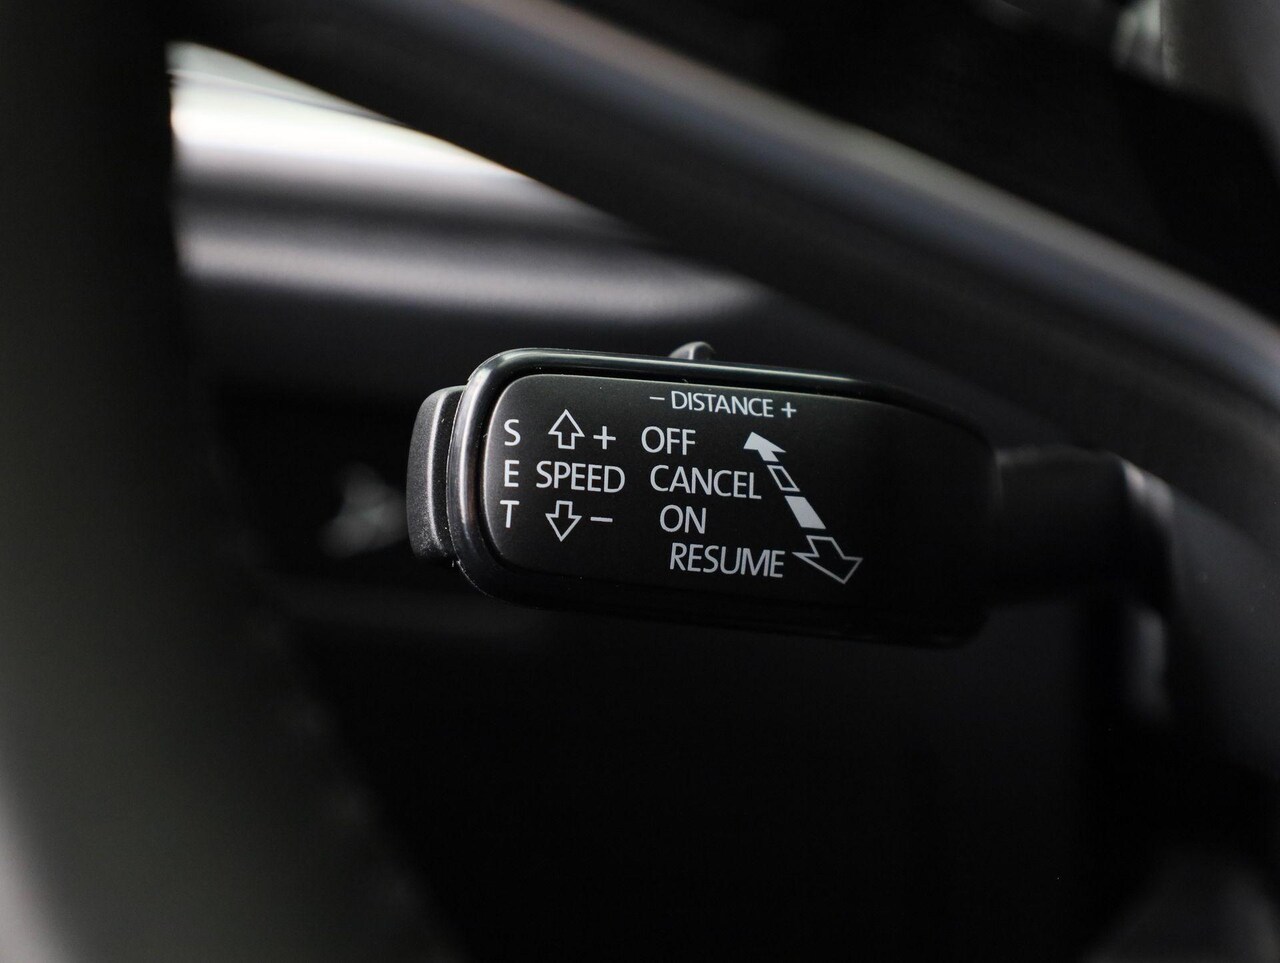 − DISTANCE +
S + OFF
E SPEED CANCEL
T − ON
RESUME